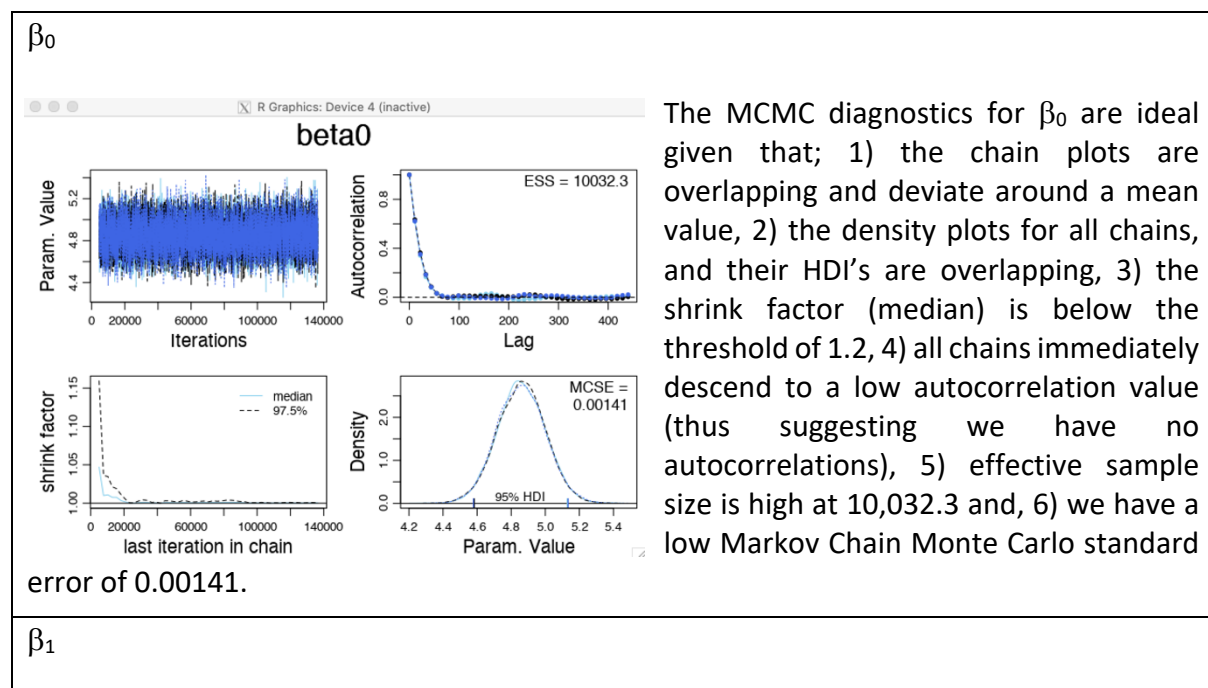 β₀
R Graphics: Device 4 (inactive)
beta0
Param. Value
5.2
4.8
4.4
0 20000 60000 100000 140000
Iterations
Autocorrelation
0.8
0.4
0.0
ESS = 10032.3
0 100 200 300 400
Lag
shrink factor
1.15
1.10
1.05
1.00
median
97.5%
0 20000 60000 100000 140000
last iteration in chain
Density
2.0
1.0
0.0
MCSE =
0.00141
95% HDI
4.2 4.4 4.6 4.8 5.0 5.2 5.4
Param. Value
The MCMC diagnostics for β₀ are ideal
given that; 1) the chain plots are
overlapping and deviate around a mean
value, 2) the density plots for all chains,
and their HDI’s are overlapping, 3) the
shrink factor (median) is below the
threshold of 1.2, 4) all chains immediately
descend to a low autocorrelation value
(thus suggesting we have no
autocorrelations), 5) effective sample
size is high at 10,032.3 and, 6) we have a
low Markov Chain Monte Carlo standard
error of 0.00141.
β₁